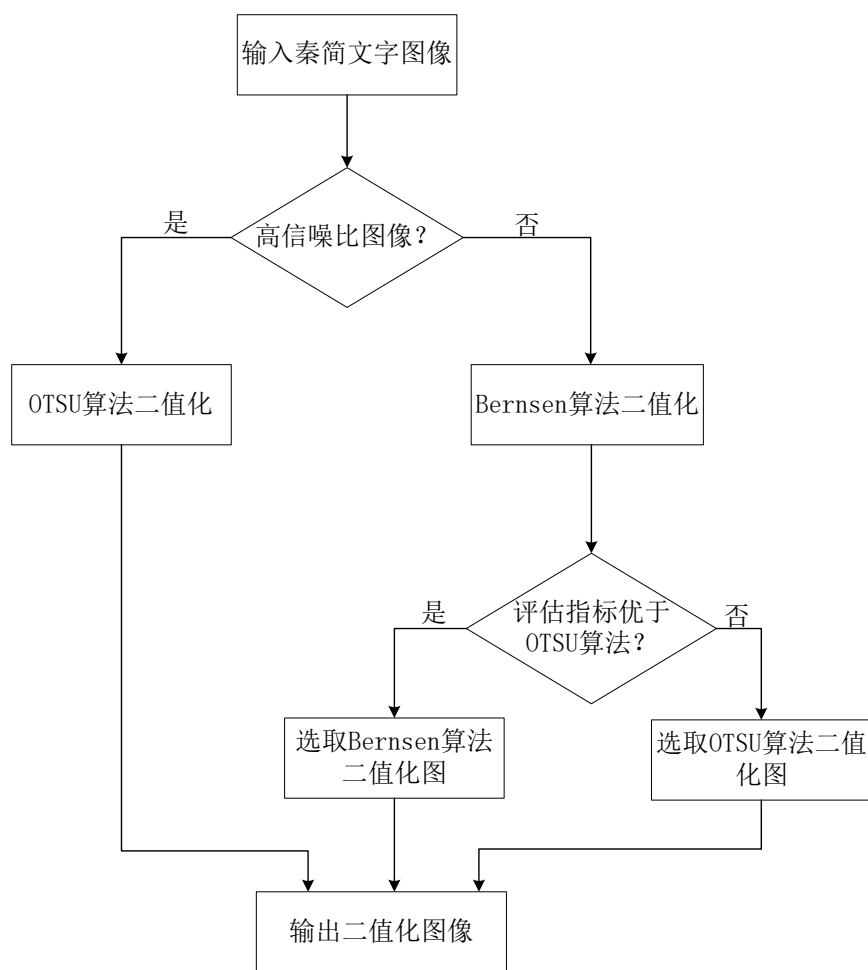 输入秦简文字图像
高信噪比图像？
是
否
OTSU算法二值化
Bernsen算法二值化
评估指标优于
OTSU算法？
是
否
选取Bernsen算法
二值化图
选取OTSU算法二值
化图
输出二值化图像